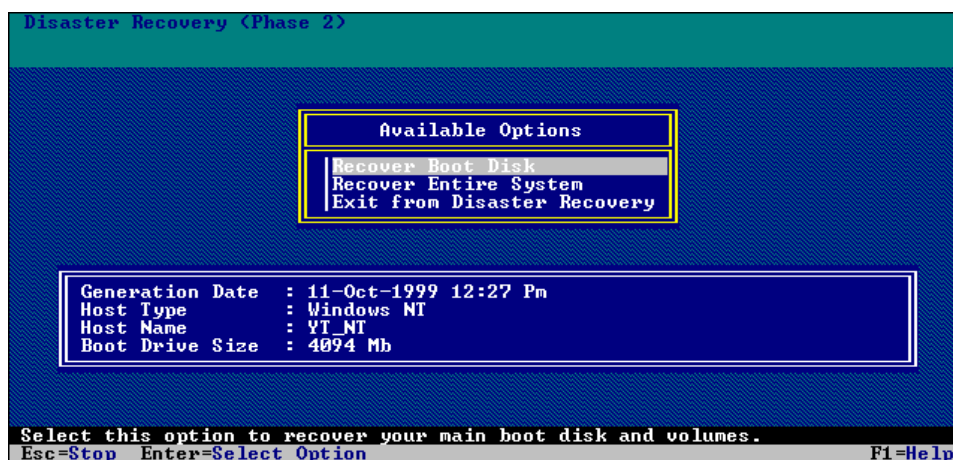 Disaster Recovery (Phase 2)
Available Options
Recover Boot Disk
Recover Entire System
Exit from Disaster Recovery
Generation Date : 11-Oct-1999 12:27 Pm
Host Type : Windows NT
Host Name : YT_NT
Boot Drive Size : 4094 Mb
Select this option to recover your main boot disk and volumes.
Esc=Stop Enter=Select Option F1=Help